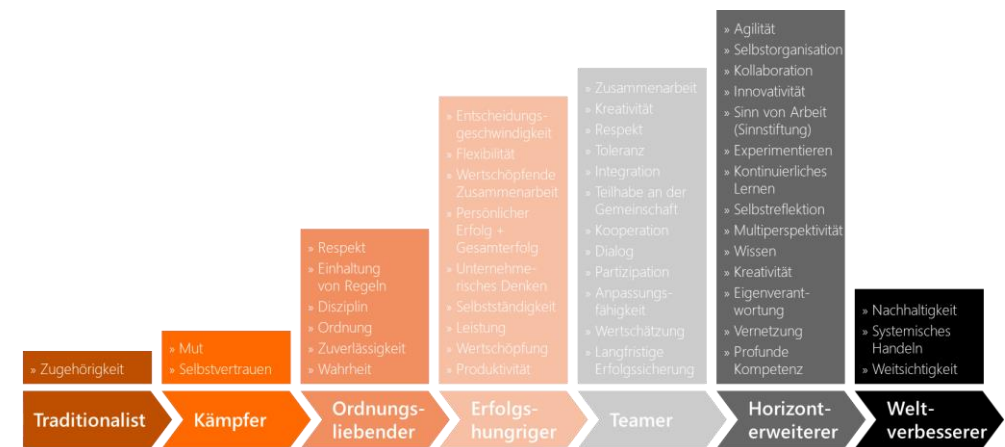 » Zugehörigkeit
Traditionalist
» Mut
» Selbstvertrauen
Kämpfer
» Respekt
» Einhaltung
von Regeln
» Disziplin
» Ordnung
» Zuverlässigkeit
» Wahrheit
Ordnungs-
liebender
» Entscheidungs-
geschwindigkeit
» Flexibilität
» Wertschöpfende
Zusammenarbeit
» Persönlicher
Erfolg +
Gesamterfolg
» Unternehme-
risches Denken
» Selbstständigkeit
» Leistung
» Wertschöpfung
» Produktivität
Erfolgs-
hungriger
» Zusammenarbeit
» Kreativität
» Respekt
» Toleranz
» Integration
» Teilhabe an der
Gemeinschaft
» Kooperation
» Dialog
» Partizipation
» Anpassungs-
fähigkeit
» Wertschätzung
» Langfristige
Erfolgssicherung
Teamer
» Agilität
» Selbstorganisation
» Kollaboration
» Innovativität
» Sinn von Arbeit
(Sinnstiftung)
» Experimentieren
» Kontinuierliches
Lernen
» Selbstreflektion
» Multiperspektivität
» Wissen
» Kreativität
» Eigenverant-
wortung
» Vernetzung
» Profunde
Kompetenz
Horizont-
erweiterer
» Nachhaltigkeit
» Systemisches
Handeln
» Weitsichtigkeit
Welt-
verbesserer